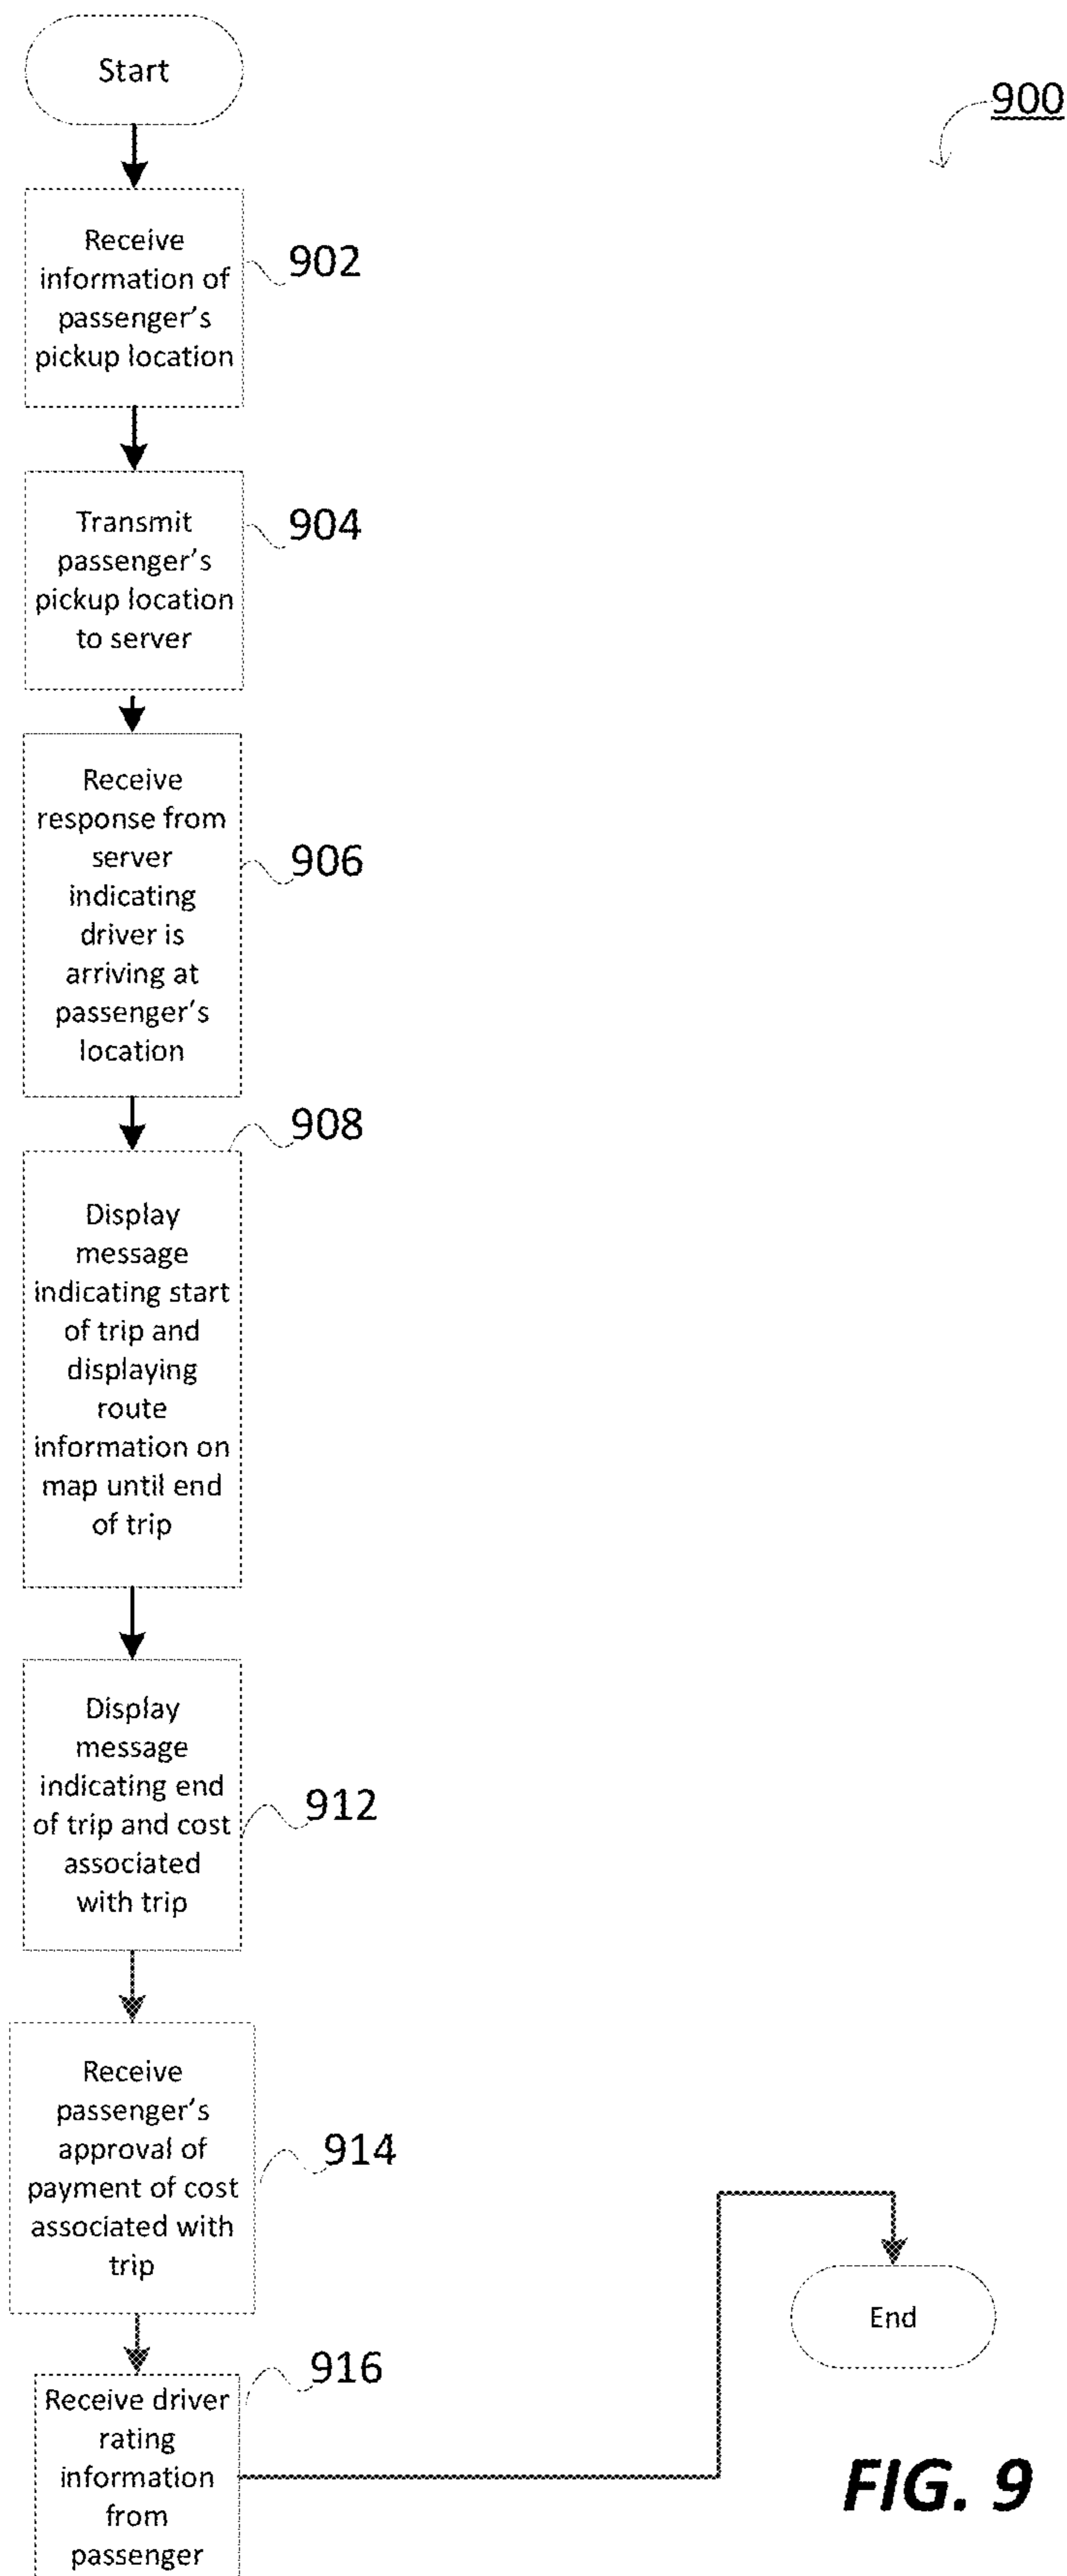 Start
900
Receive
information of
passenger's
pickup location
902
Transmit
passenger's
pickup location
to server
904
Receive
response from
server
indicating
driver is
arriving at
passenger's
location
906
908
Display
message
indicating start
of trip and
displaying
route
information on
map until end
of trip
Display
message
indicating end
of trip and cost
associated
with trip
912
Receive
passenger's
approval of
payment of cost
associated with
trip
914
916
Receive driver
rating
information
from
passenger
End
FIG. 9